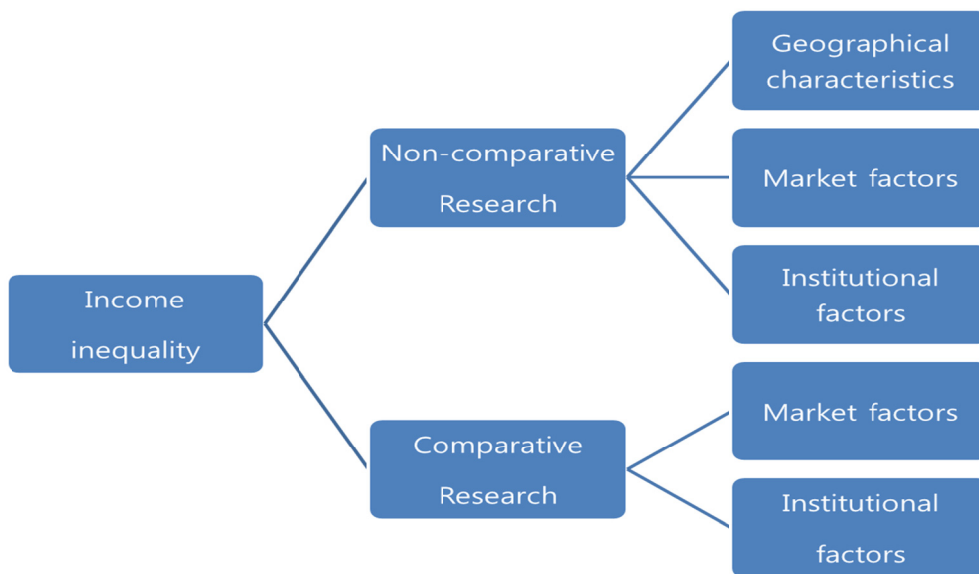 Income
inequality
Non-comparative
Research
Comparative
Research
Geographical
characteristics
Market factors
Institutional
factors
Market factors
Institutional
factors